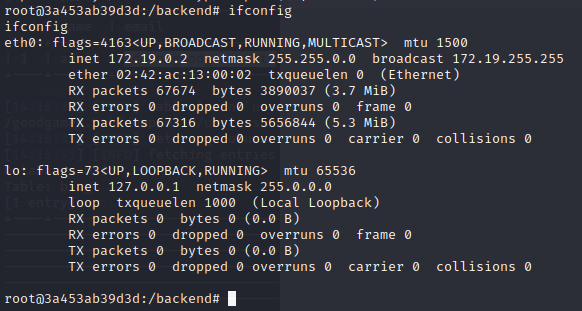 root@3a453ab39d3d:/backend# ifconfig
ifconfig
eth0: flags=4163<UP,BROADCAST,RUNNING,MULTICAST>  mtu 1500
        inet 172.19.0.2  netmask 255.255.0.0  broadcast 172.19.255.255
        ether 02:42:ac:13:00:02  txqueuelen 0  (Ethernet)
        RX packets 67674  bytes 3890037 (3.7 MiB)
        RX errors 0  dropped 0  overruns 0  frame 0
        TX packets 67316  bytes 5656844 (5.3 MiB)
        TX errors 0  dropped 0 overruns 0  carrier 0  collisions 0

lo: flags=73<UP,LOOPBACK,RUNNING>  mtu 65536
        inet 127.0.0.1  netmask 255.0.0.0
        loop  txqueuelen 1000  (Local Loopback)
        RX packets 0  bytes 0 (0.0 B)
        RX errors 0  dropped 0  overruns 0  frame 0
        TX packets 0  bytes 0 (0.0 B)
        TX errors 0  dropped 0 overruns 0  carrier 0  collisions 0

root@3a453ab39d3d:/backend#